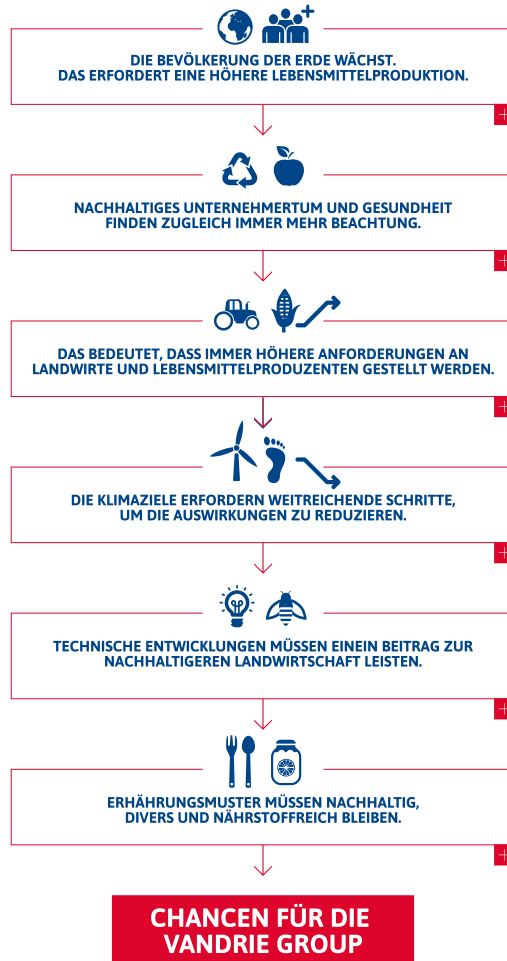 DIE BEVÖLKERUNG DER ERDE WÄCHST.
DAS ERFORDERT EINE HÖHERE LEBENSMITTELPRODUKTION.
NACHHALTIGES UNTERNEHMERTUM UND GESUNDHEIT
FINDEN ZUGLEICH IMMER MEHR BEACHTUNG.
DAS BEDEUTET, DASS IMMER HÖHERE ANFORDERUNGEN AN
LANDWIRTE UND LEBENSMITTELPRODUZENTEN GESTELLT WERDEN.
DIE KLIMAZIELE ERFORDERN WEITREICHENDE SCHRITTE,
UM DIE AUSWIRKUNGEN ZU REDUZIEREN.
TECHNISCHE ENTWICKLUNGEN MÜSSEN EINEIN BEITRAG ZUR
NACHHALTIGEREN LANDWIRTSCHAFT LEISTEN.
ERHÄHRUNGSMUSTER MÜSSEN NACHHALTIG,
DIVERS UND NÄHRSTOFFREICH BLEIBEN.
CHANCEN FÜR DIE
VANDRIE GROUP